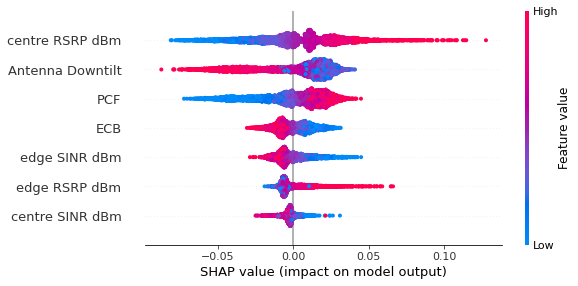 High
centre RSRP dBm
Antenna Downtilt
PCF
ECB
edge SINR dBm
edge RSRP dBm
centre SINR dBm
Feature value
Low
−0.05 0.00 0.05 0.10
SHAP value (impact on model output)